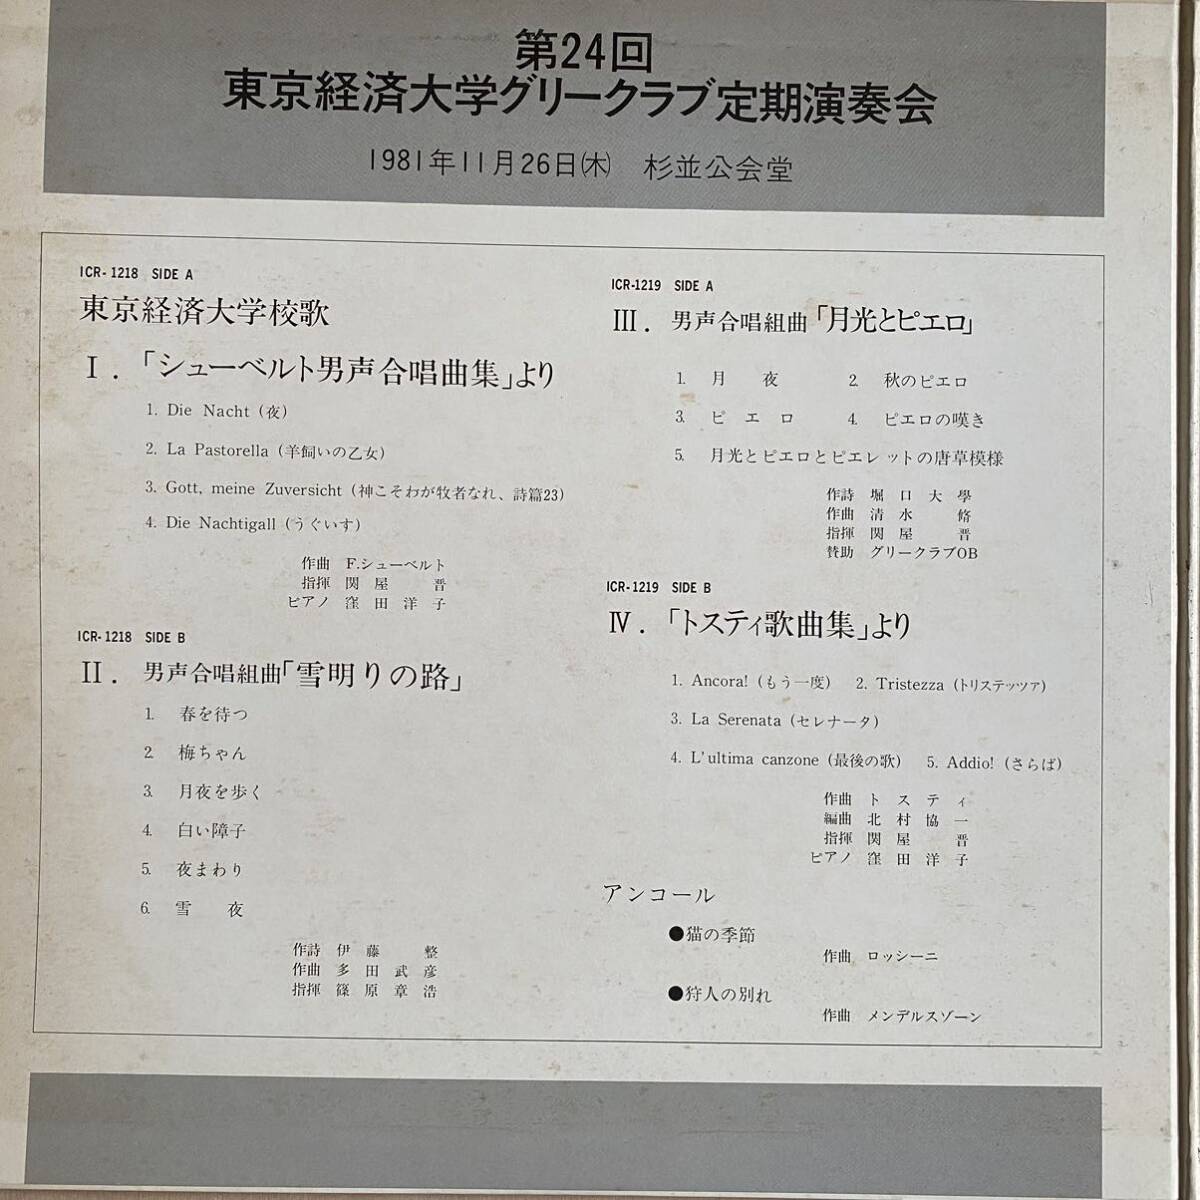 第24回
東京経済大学グリークラブ定期演奏会
1981年11月26日㈭ 杉並公会堂
ICR-1218 SIDE A
東京経済大学校歌
I.「シューベルト男声合唱曲集」より
1. Die Nacht (夜)
2. La Pastorella (羊飼いの乙女)
3. Gott, meine Zuversicht (神こそわが牧者なれ、詩篇23)
4. Die Nachtigall (うぐいす)
作曲 F.シューベルト
指揮 関屋 晋
ピアノ 窪田洋子
ICR-1218 SIDE B
II. 男声合唱組曲「雪明りの路」
1. 春を待つ
2. 梅ちゃん
3. 月夜を歩く
4. 白い障子
5. 夜まわり
6. 雪 夜
作詩 伊藤 整
作曲 多田武彦
指揮 篠原章浩
ICR-1219 SIDE A
III. 男声合唱組曲「月光とピエロ」
1. 月 夜 2. 秋のピエロ
3. ピエロ 4. ピエロの嘆き
5. 月光とピエロとピエレットの唐草模様
作詩 堀口大學
作曲 清水 脩
指揮 関屋 晋
賛助 グリークラブOB
ICR-1219 SIDE B
IV.「トスティ歌曲集」より
1. Ancora! (もう一度) 2. Tristezza (トリステッツァ)
3. La Serenata (セレナータ)
4. L'ultima canzone (最後の歌) 5. Addio! (さらば)
作曲 トスティ
編曲 北村協一
指揮 関屋 晋
ピアノ 窪田洋子
アンコール
●猫の季節
作曲 ロッシーニ
●狩人の別れ
作曲 メンデルスゾーン